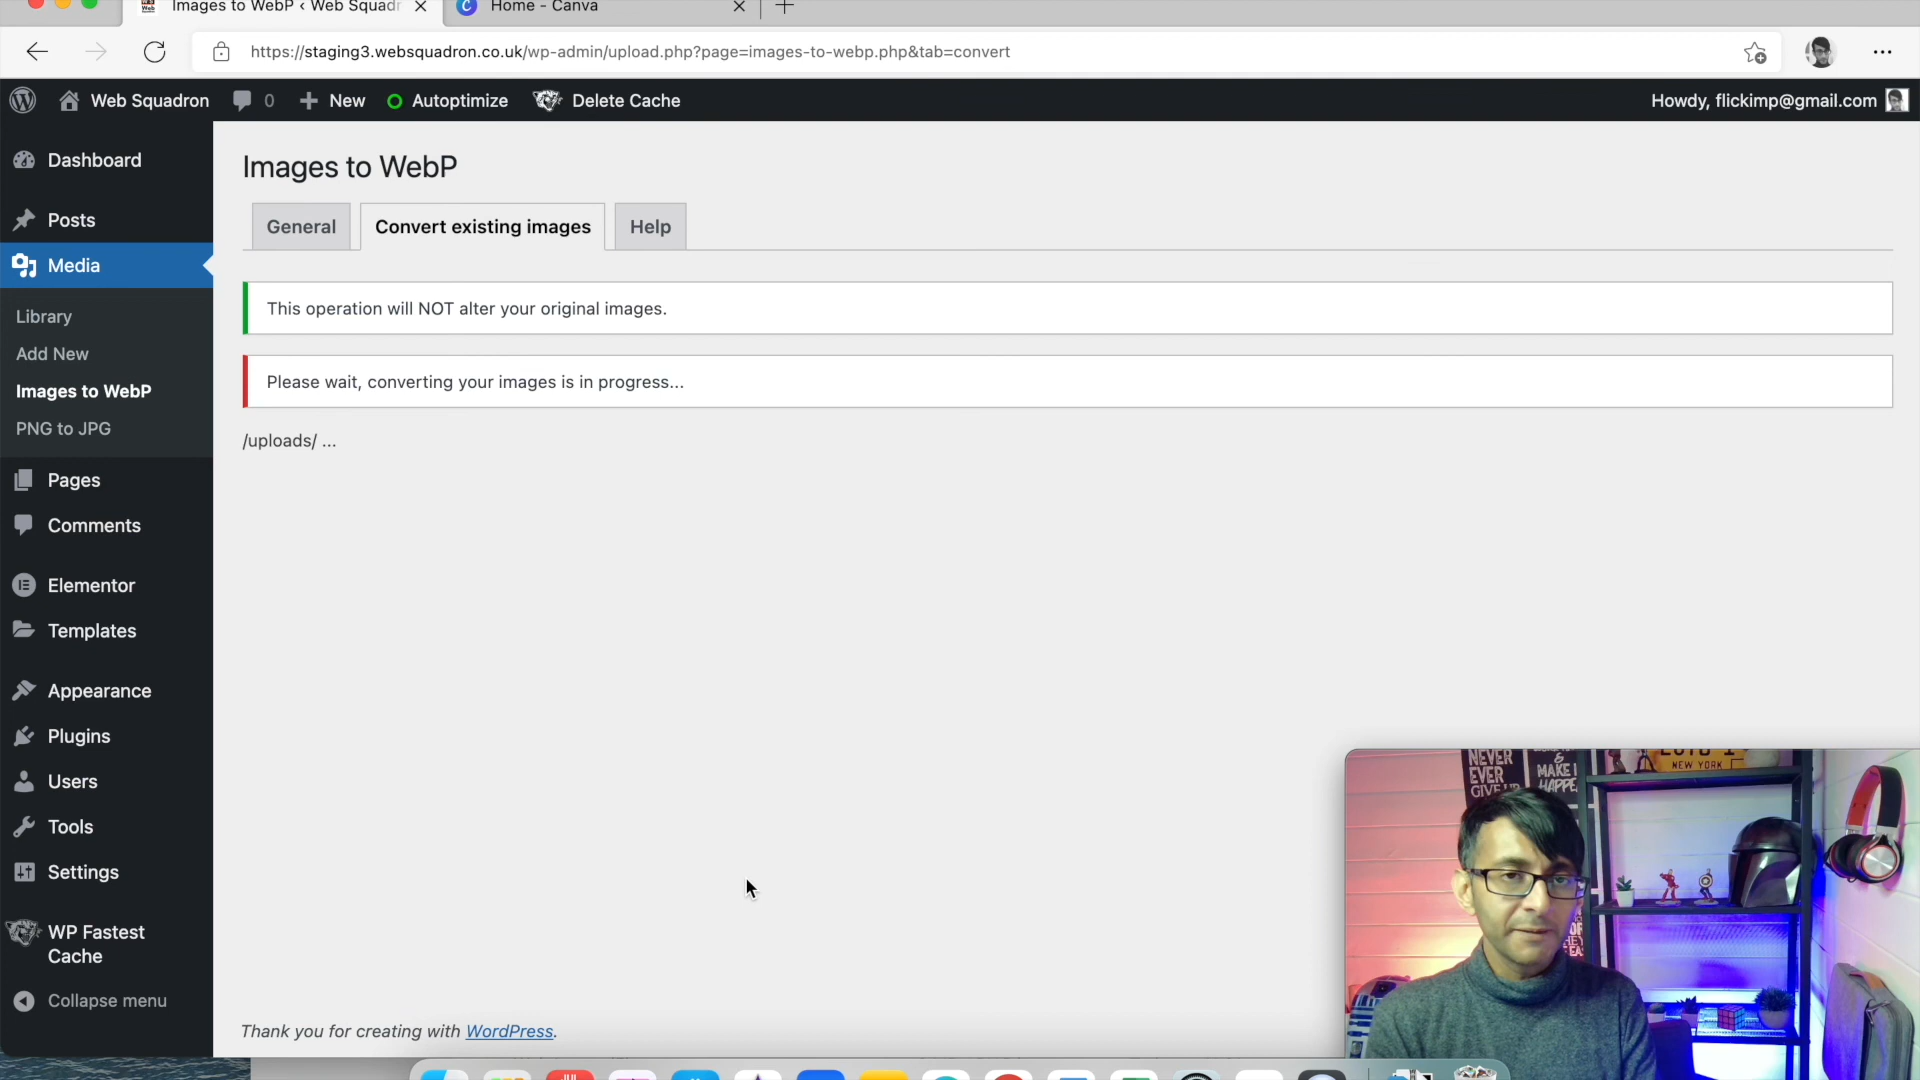 Images to WebP < Web Squadr
Home - Canva
https://staging3.websquadron.co.uk/wp-admin/upload.php?page=images-to-webp.php&tab=convert
Web Squadron
0
New
Autoptimize
Delete Cache
Howdy, flickimp@gmail.com
Dashboard
Posts
Media
Library
Add New
Images to WebP
PNG to JPG
Pages
Comments
Elementor
Templates
Appearance
Plugins
Users
Tools
Settings
WP Fastest
Cache
Collapse menu
Images to WebP
General
Convert existing images
Help
This operation will NOT alter your original images.
Please wait, converting your images is in progress...
/uploads/ ...
Thank you for creating with WordPress.
NEVER
EVER
GIVE UP
&
MAKE I
HAPPE
NEW YORK